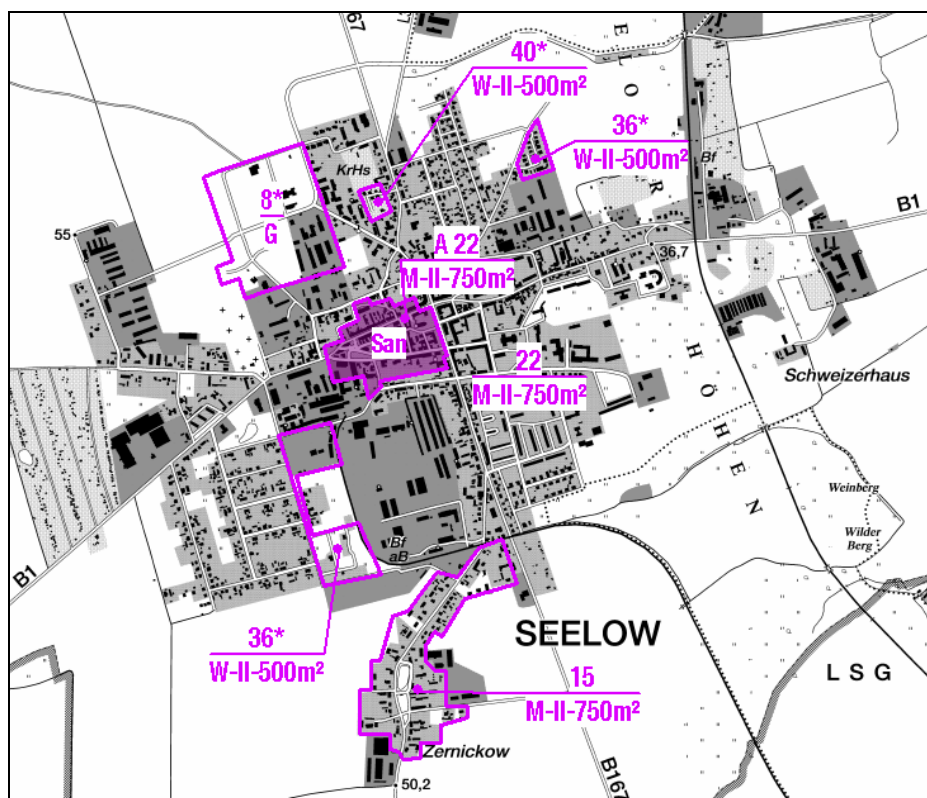 B167
E
L
O
R
H
Ö
H
E
N
40*
W-II-500m²
36*
W-II-500m²
KrHs
Bf
8*
G
B1
55
36,7
A 22
M-II-750m²
San
22
M-II-750m²
Schweizerhaus
Weinberg
Wilder
Berg
Bf
aB
B1
SEELOW
36*
W-II-500m²
LSG
15
M-II-750m²
Zernickow
50,2
B167